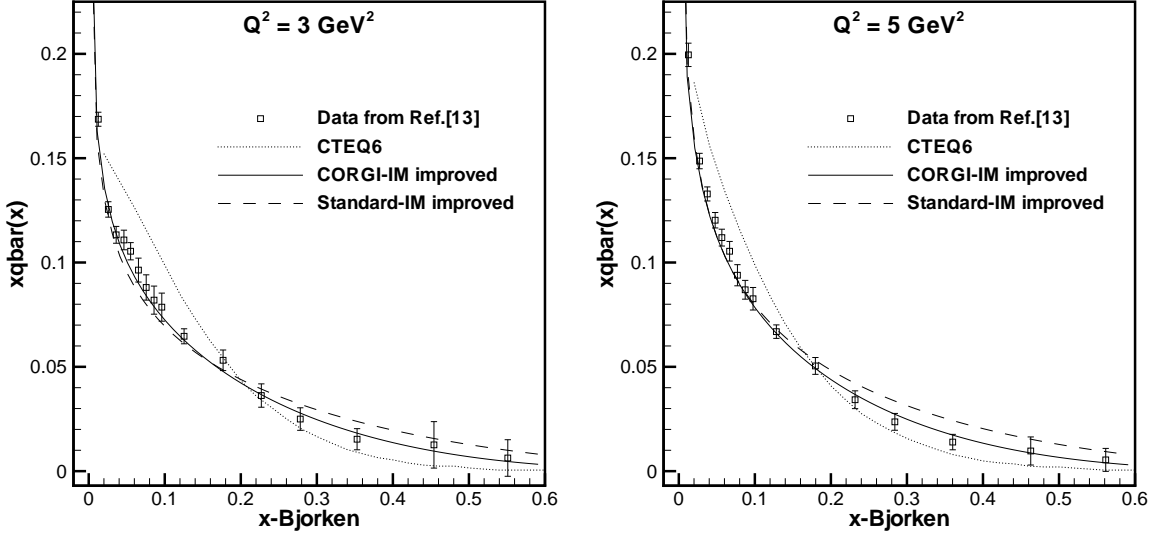 Q² = 3 GeV²
Data from Ref.[13]
CTEQ6
CORGI-IM improved
Standard-IM improved
xqbar(x)
0.2
0.15
0.1
0.05
0
0 0.1 0.2 0.3 0.4 0.5 0.6
x-Bjorken
Q² = 5 GeV²
Data from Ref.[13]
CTEQ6
CORGI-IM improved
Standard-IM improved
xqbar(x)
0.2
0.15
0.1
0.05
0
0 0.1 0.2 0.3 0.4 0.5 0.6
x-Bjorken